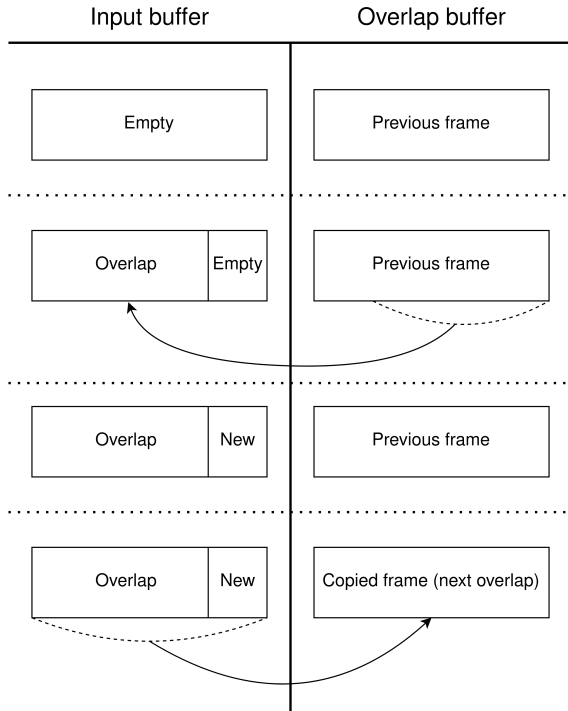 Input buffer
Overlap buffer
Empty
Previous frame
Overlap
Empty
Previous frame
Overlap
New
Previous frame
Overlap
New
Copied frame (next overlap)